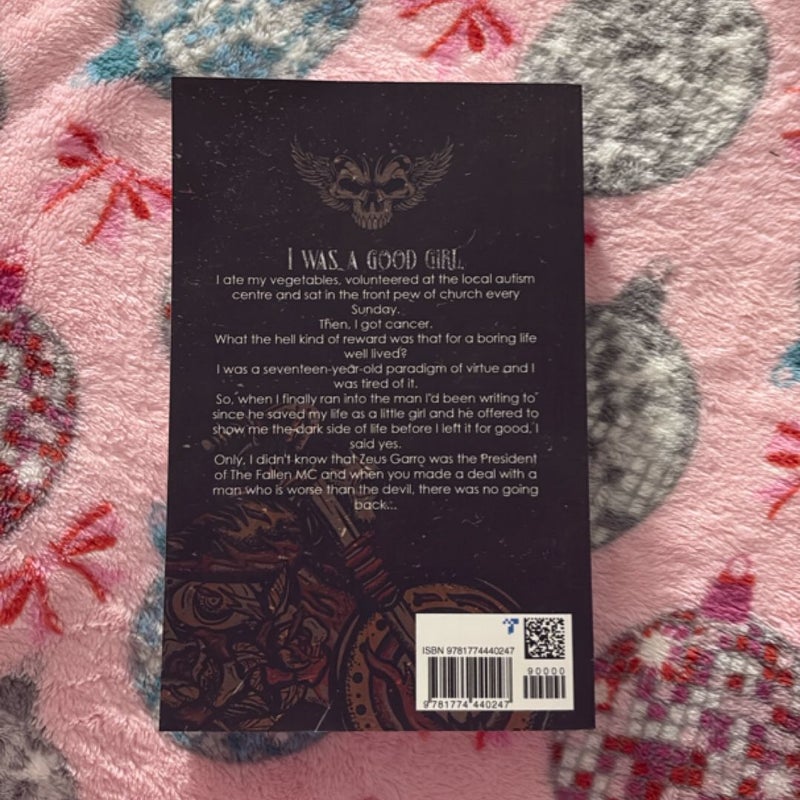 I WAS A GOOD GIRL.
I ate my vegetables, volunteered at the local autism
centre and sat in the front pew of church every
Sunday.
Then, I got cancer.
What the hell kind of reward was that for a boring life
well lived?
I was a seventeen-year-old paradigm of virtue and I
was tired of it.
So, when I finally ran into the man I'd been writing to
since he saved my life as a little girl and he offered to
show me the dark side of life before I left it for good, I
said yes.
Only, I didn't know that Zeus Garro was the President
of The Fallen MC and when you made a deal with a
man who is worse than the devil, there was no going
back...
ISBN 9781774440247
90000
9 781774 440247